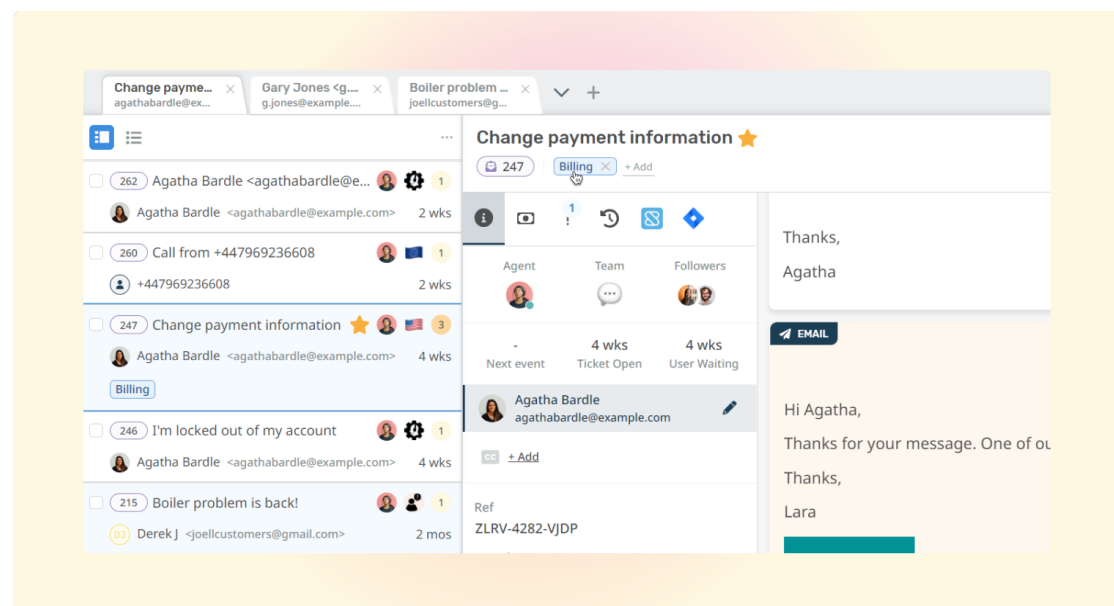 Change payme...
agathabardle@ex...
Gary Jones <g....
g.jones@example....
Boiler problem ...
joellcustomers@g...
262 Agatha Bardle <agathabardle@e... 1
Agatha Bardle <agathabardle@example.com> 2 wks
260 Call from +447969236608 1
+447969236608 2 wks
247 Change payment information 3
Agatha Bardle <agathabardle@example.com> 4 wks
Billing
246 I'm locked out of my account 1
Agatha Bardle <agathabardle@example.com> 4 wks
215 Boiler problem is back! 1
DJ Derek J <joellcustomers@gmail.com> 2 mos
Change payment information
247 Billing + Add
1
Agent Team Followers
- 4 wks 4 wks
Next event Ticket Open User Waiting
Agatha Bardle
agathabardle@example.com
CC + Add
Ref
ZLRV-4282-VJDP
Thanks,
Agatha
EMAIL
Hi Agatha,
Thanks for your message. One of ou
Thanks,
Lara